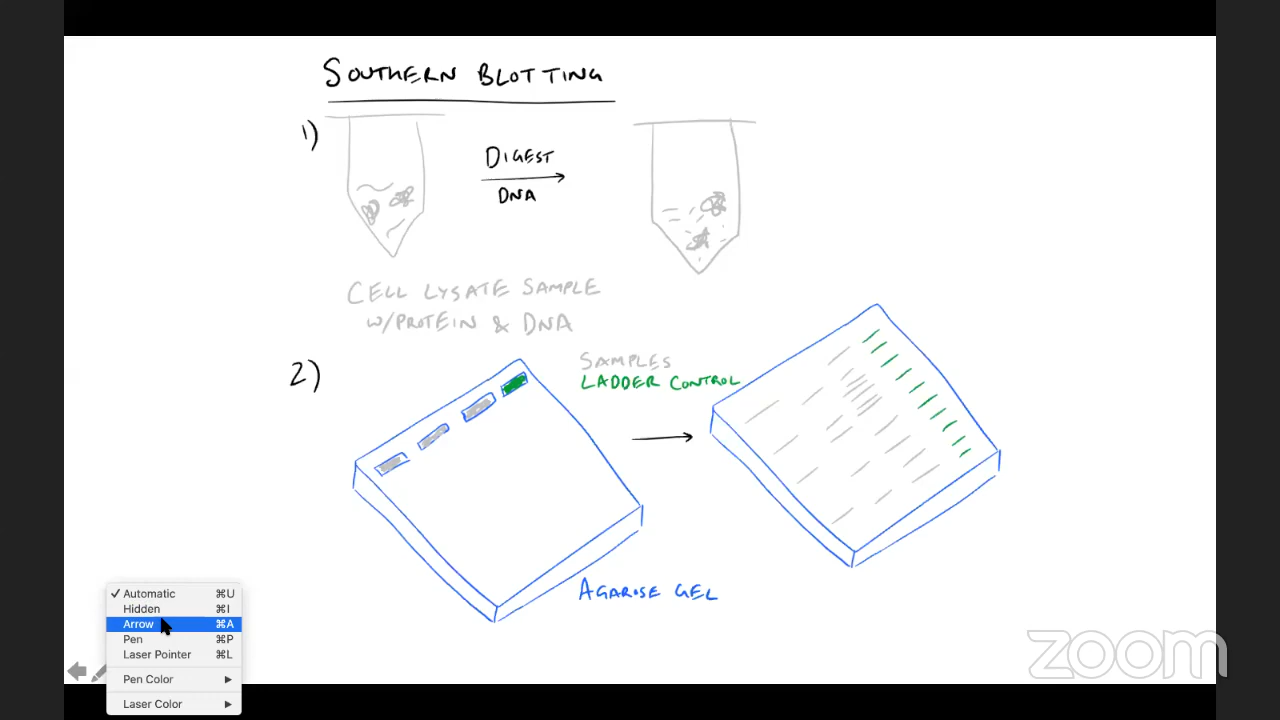 SOUTHERN BLOTTING
1)
DIGEST
DNA
CELL LYSATE SAMPLE
W/PROTEIN & DNA
2)
SAMPLES
LADDER CONTROL
AGAROSE GEL
✓ Automatic ⌘U
Hidden ⌘I
Arrow ⌘A
Pen ⌘P
Laser Pointer ⌘L
Pen Color
Laser Color
zoom